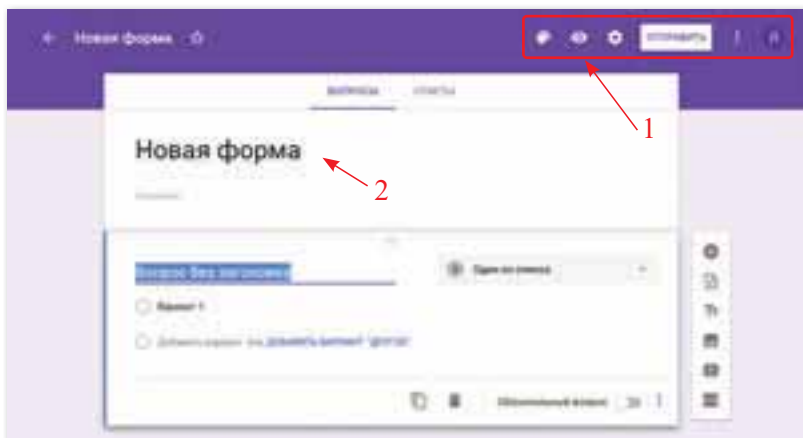 Новая форма
ОТПРАВИТЬ
ВОПРОСЫ ОТВЕТЫ
1
Новая форма
2
Вопрос без заголовка
Один из списка
Вариант 1
Добавить вариант или ДОБАВИТЬ ВАРИАНТ "ДРУГОЕ"
Tт
Обязательный вопрос